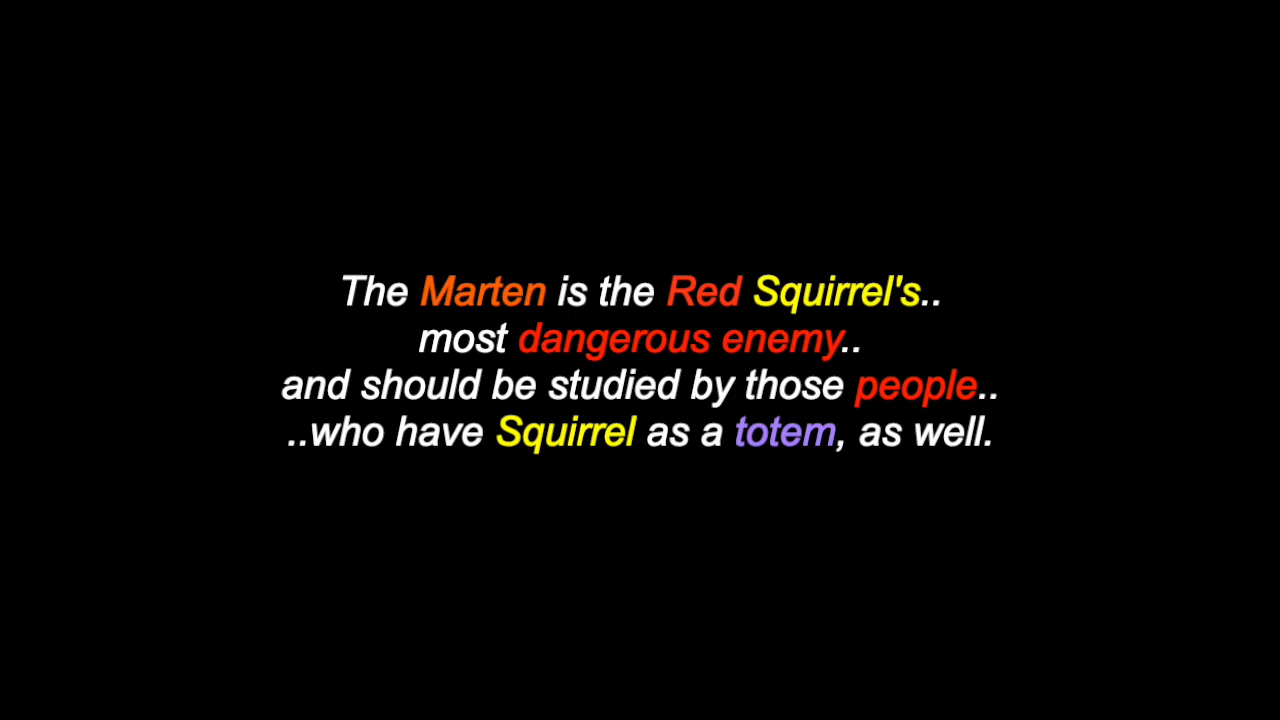 The Marten is the Red Squirrel's..
most dangerous enemy..
and should be studied by those people..
..who have Squirrel as a totem, as well.